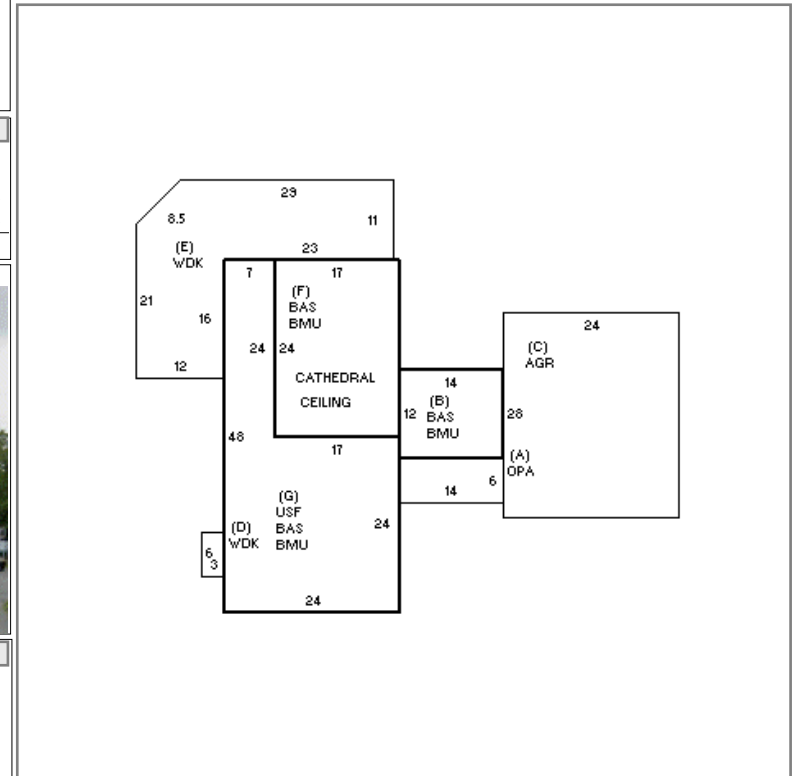 29
8.5
11
(E)
WDK
23
7
17
(F)
BAS
BMU
21
16
24
24
24
(C)
AGR
12
CATHEDRAL
CEILING
14
(B)
12
BAS
BMU
28
48
17
(A)
OPA
6
14
(G)
USF
BAS
BMU
24
(D)
WDK
6
3
24